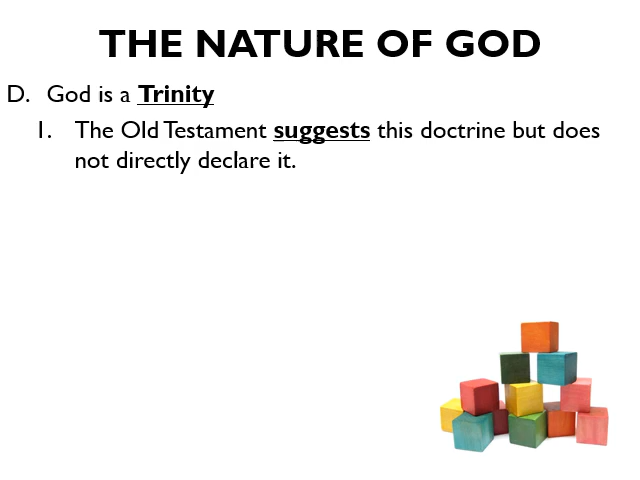 THE NATURE OF GOD
D. God is a Trinity
1. The Old Testament suggests this doctrine but does
not directly declare it.